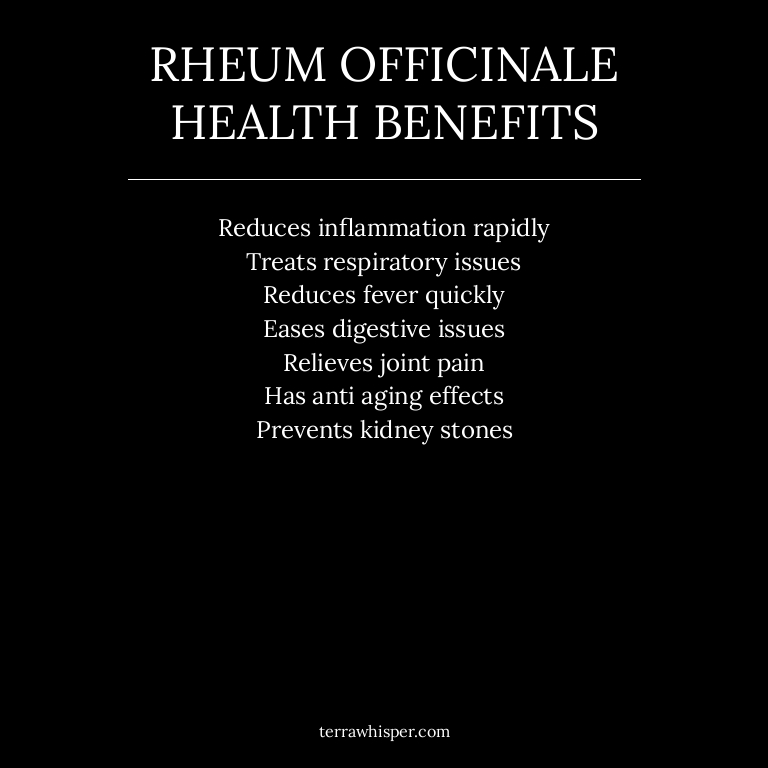 RHEUM OFFICINALE
HEALTH BENEFITS
Reduces inflammation rapidly
Treats respiratory issues
Reduces fever quickly
Eases digestive issues
Relieves joint pain
Has anti aging effects
Prevents kidney stones
terrawhisper.com